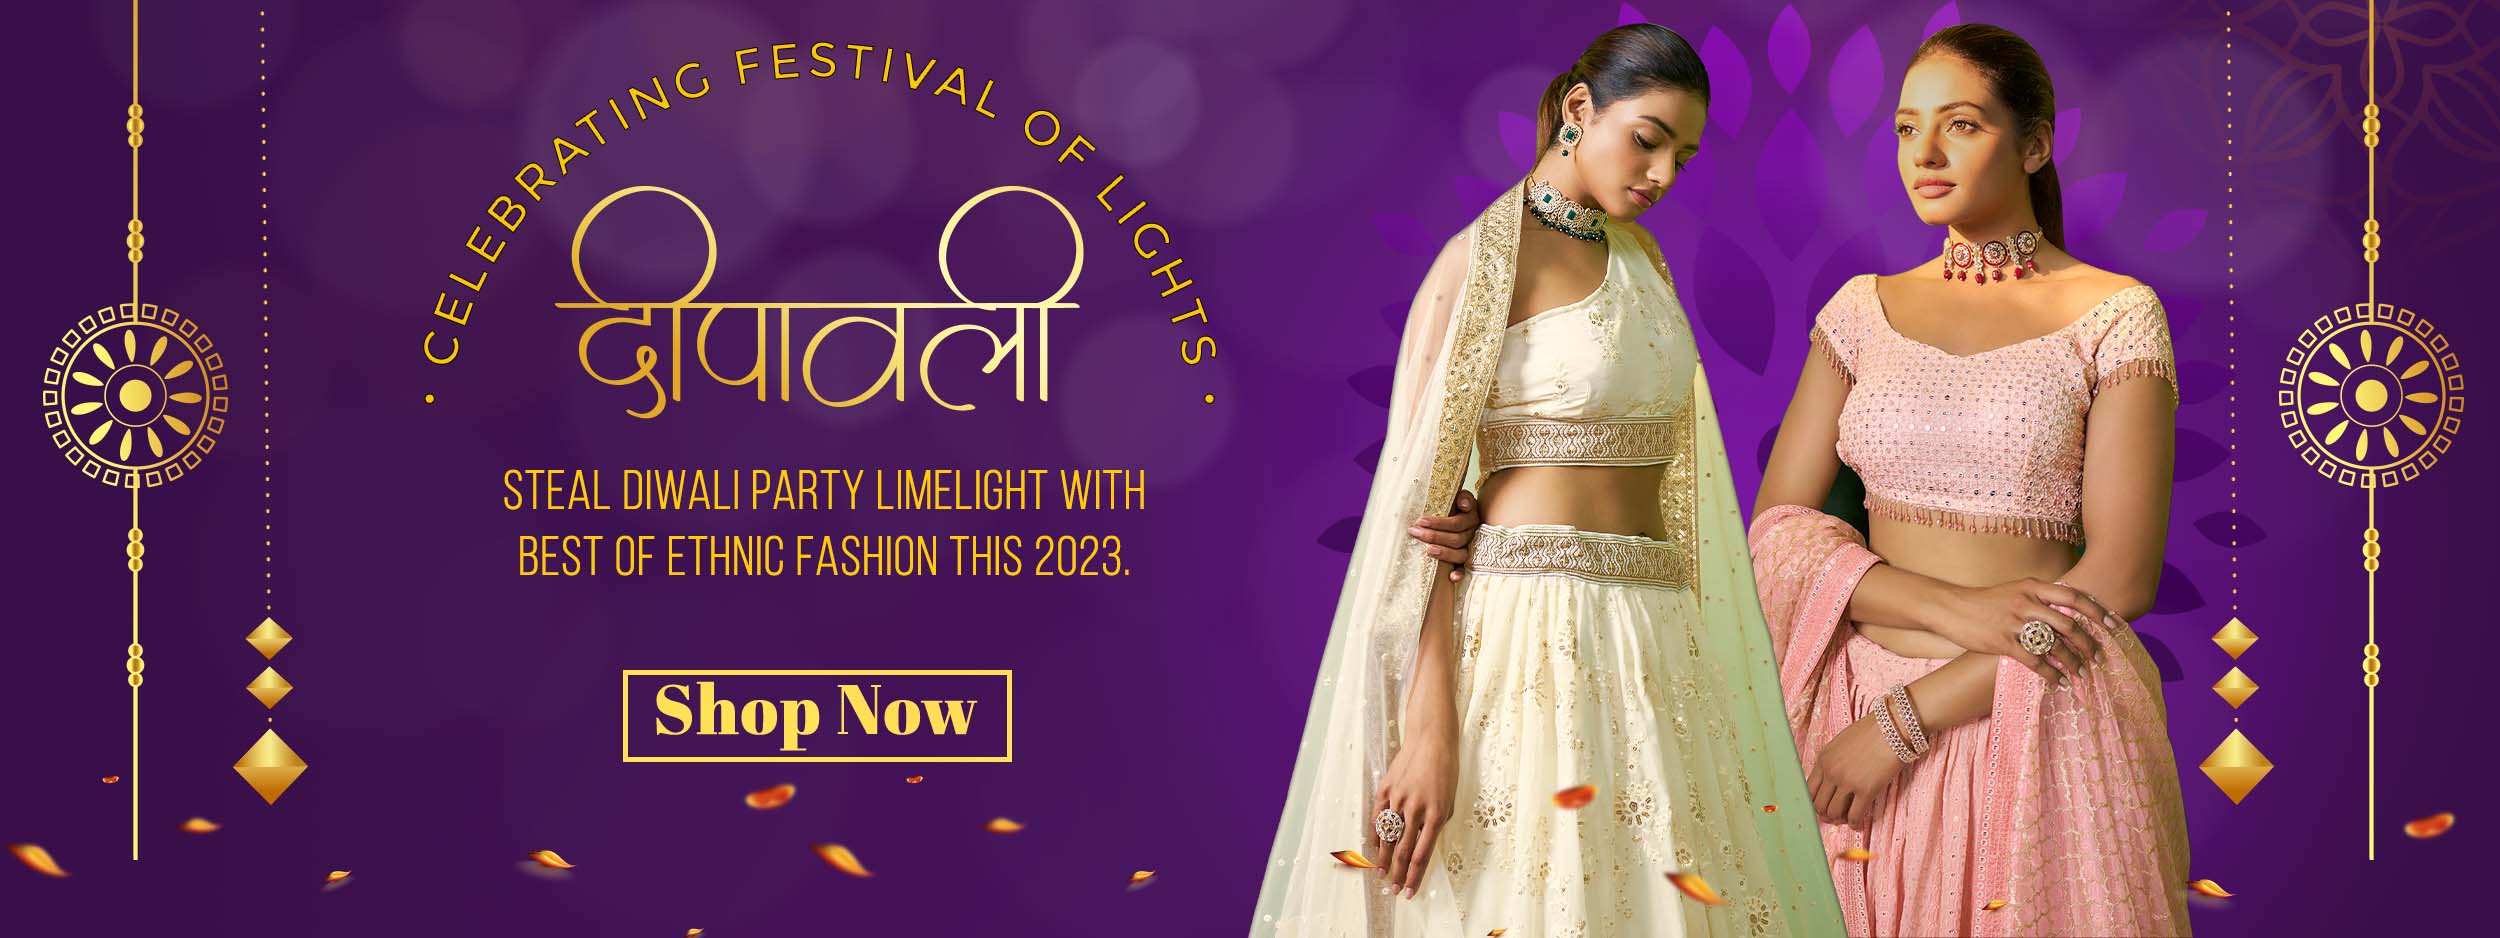 CELEBRATING FESTIVAL OF LIGHTS
दीपावली
STEAL DIWALI PARTY LIMELIGHT WITH
BEST OF ETHNIC FASHION THIS 2023.
Shop Now